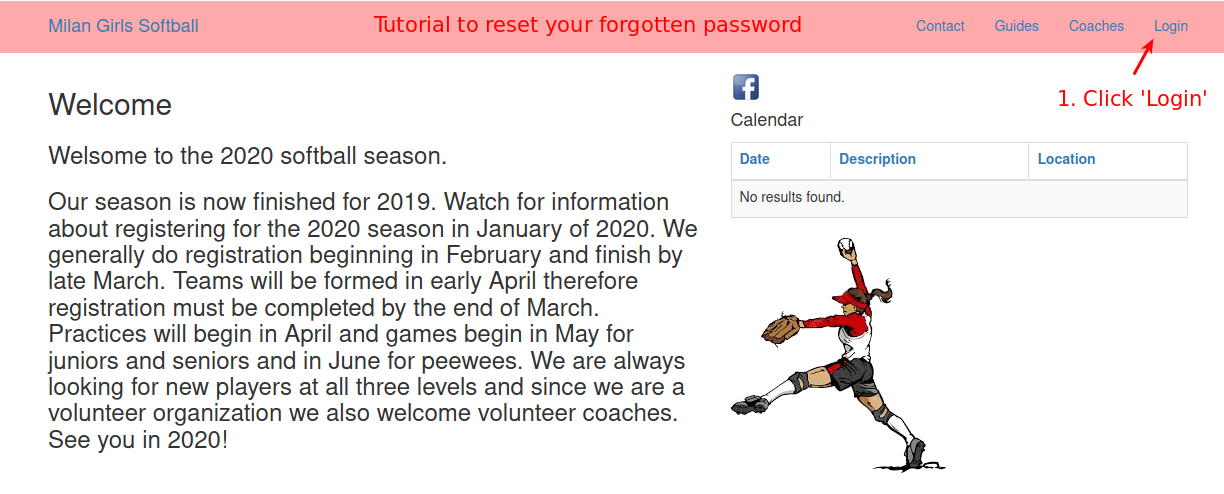 Milan Girls Softball
Tutorial to reset your forgotten password
Contact Guides Coaches Login
1. Click 'Login'
Welcome
Welsome to the 2020 softball season.
Our season is now finished for 2019. Watch for information
about registering for the 2020 season in January of 2020. We
generally do registration beginning in February and finish by
late March. Teams will be formed in early April therefore
registration must be completed by the end of March.
Practices will begin in April and games begin in May for
juniors and seniors and in June for peewees. We are always
looking for new players at all three levels and since we are a
volunteer organization we also welcome volunteer coaches.
See you in 2020!
f
Calendar
Date Description Location
No results found.